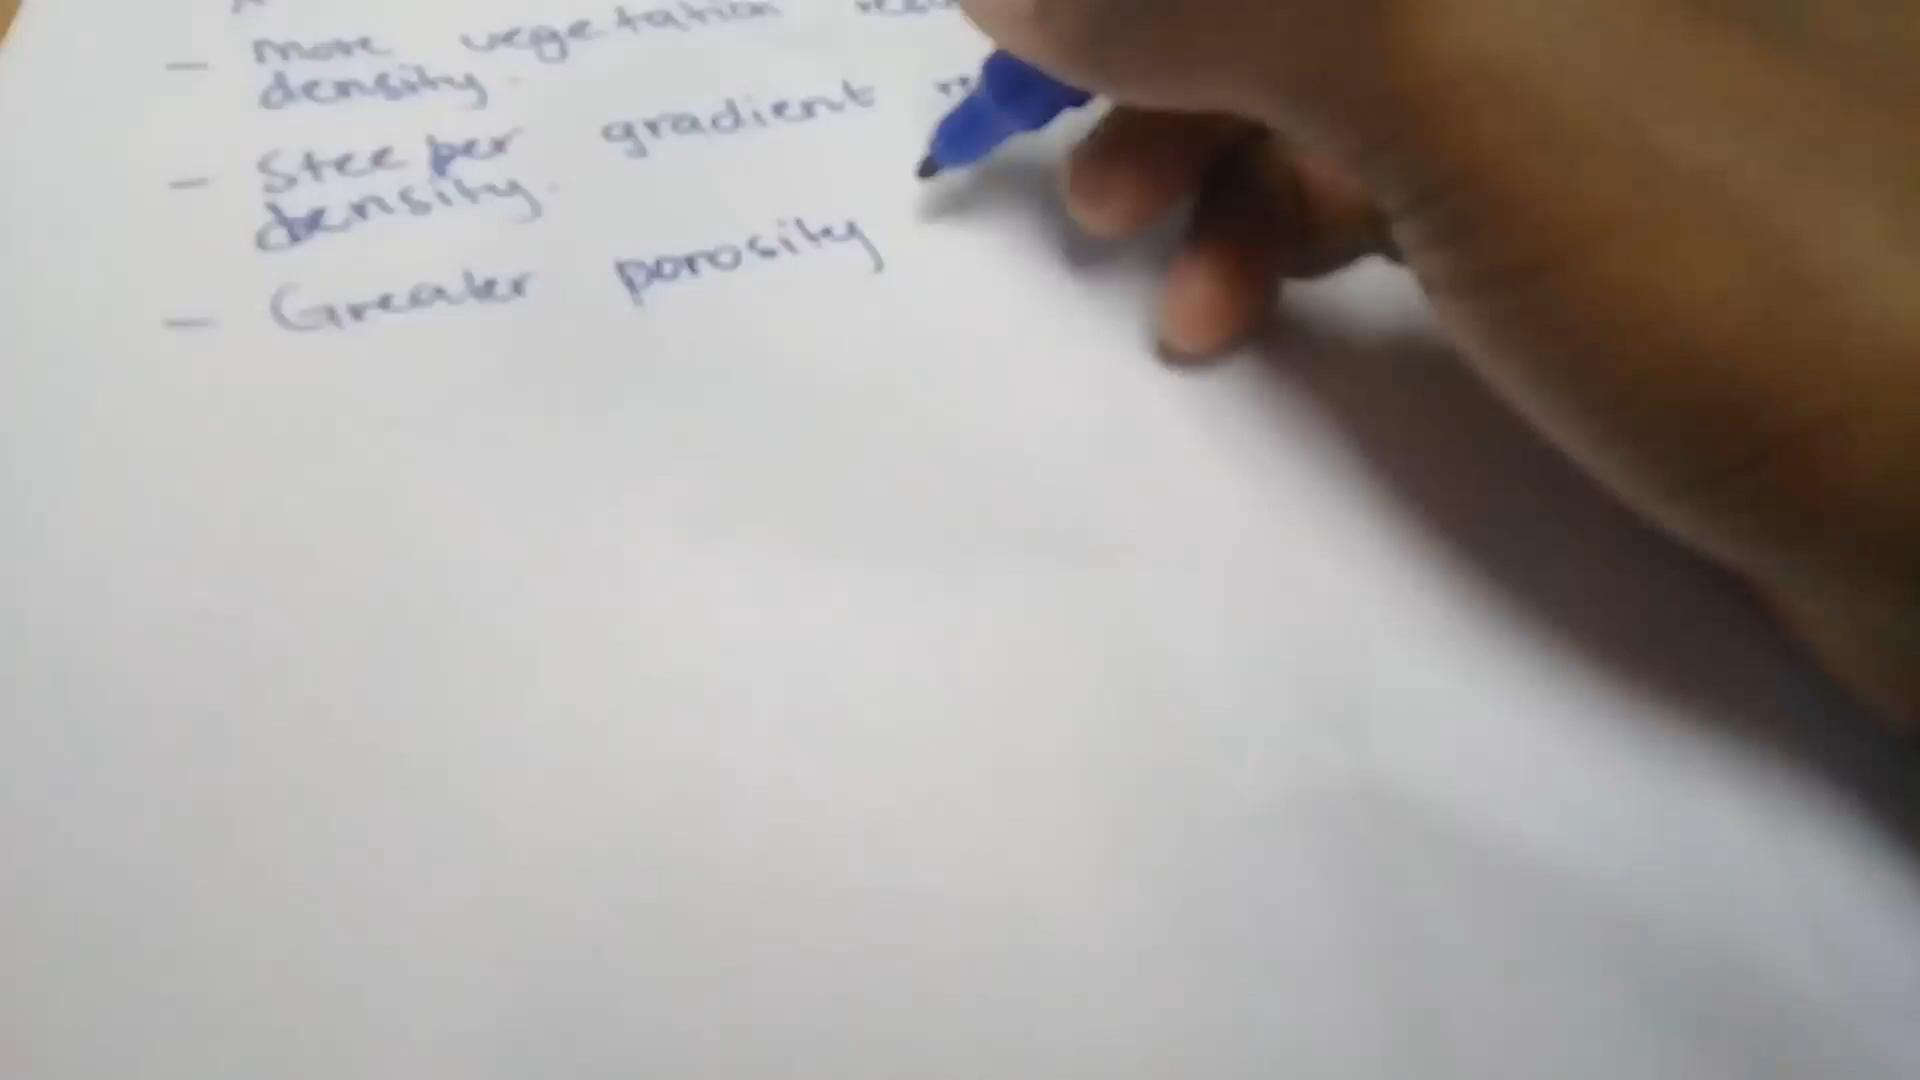 - More vegetation
density.
- Steeper gradient
density.
- Greater porosity